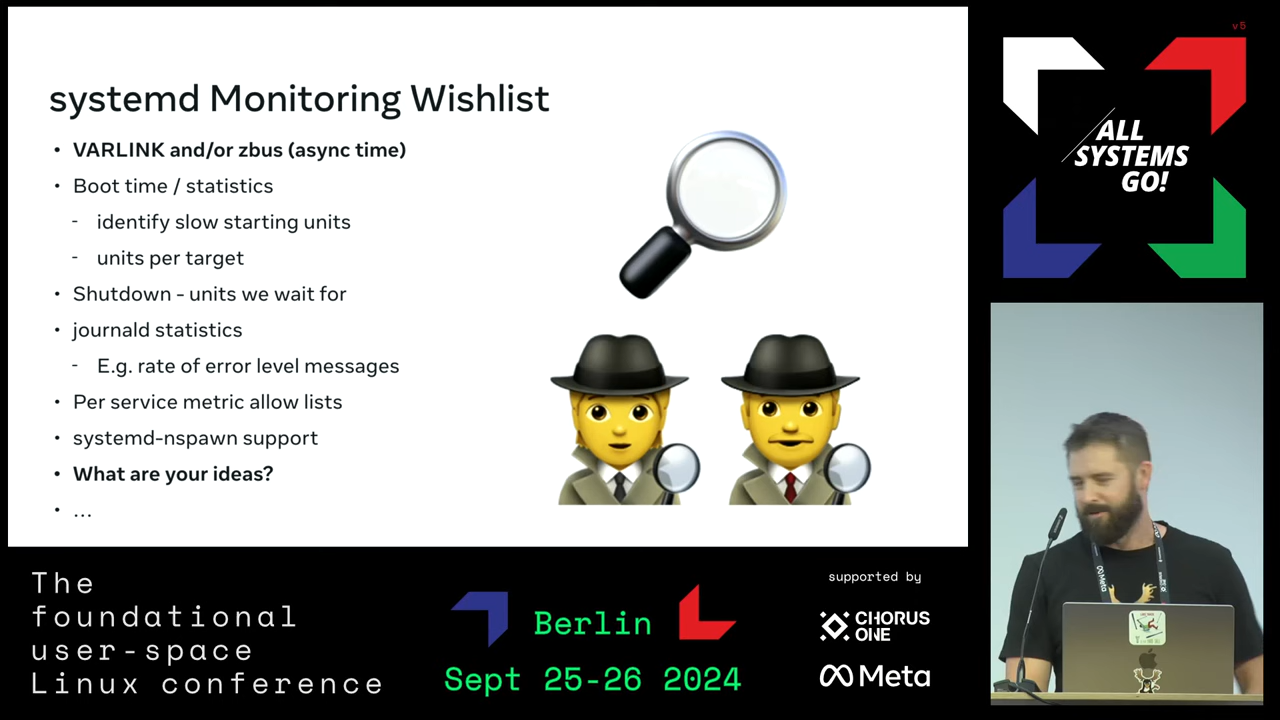 systemd Monitoring Wishlist
• VARLINK and/or zbus (async time)
• Boot time / statistics
- identify slow starting units
- units per target
• Shutdown - units we wait for
• journald statistics
- E.g. rate of error level messages
• Per service metric allow lists
• systemd-nspawn support
• What are your ideas?
• ...
v5
ALL
SYSTEMS
GO!
The
foundational
user-space
Linux conference
Berlin
Sept 25-26 2024
supported by
CHORUS
ONE
Meta
Meta